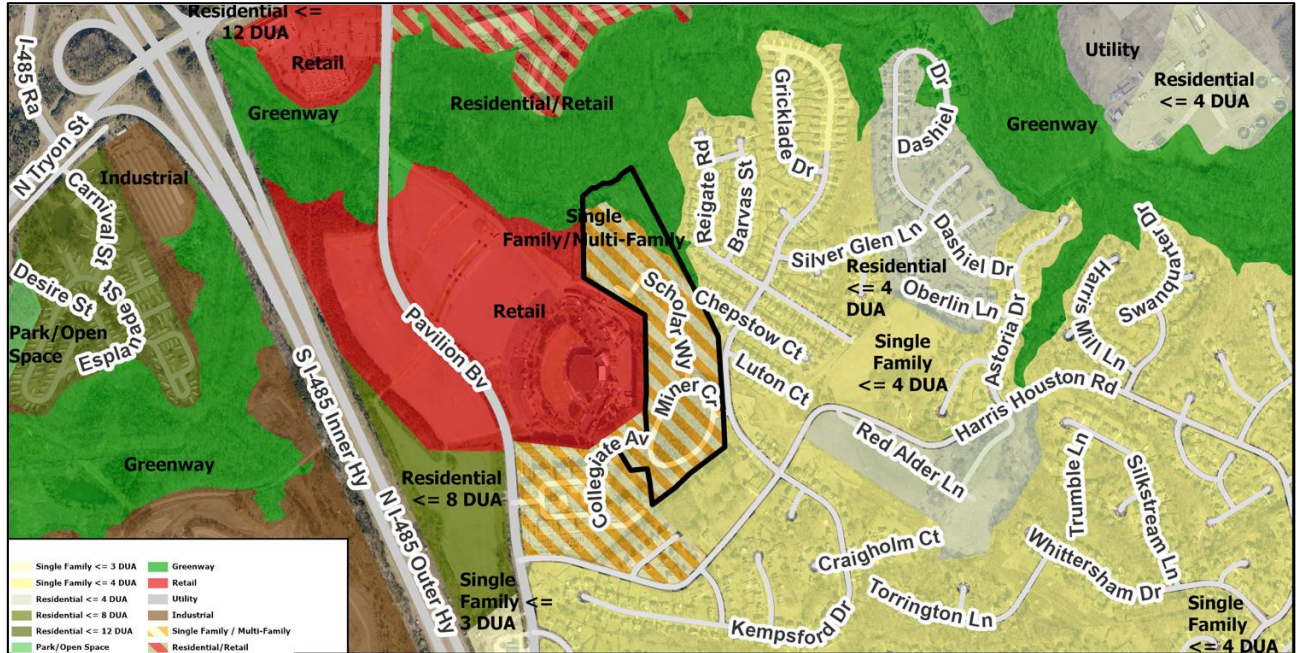 Residential <=
12 DUA
Retail
Greenway
I-485 Ra
N Tryon St
Industrial
Carnival St
Desire St
Esplanade St
Park/Open
Space
Greenway
Residential/Retail
Utility
Residential
<= 4 DUA
Greenway
Gricklade Dr
Dashiel Dr
Reigate Rd
Barvas St
Single
Family/Multi-Family
Silver Glen Ln
Dashiel Dr
Residential
<= 4
DUA
Oberlin Ln
Harris Mill Ln
Swanbueharter Dr
Scholar Wy
Chepstow Ct
Retail
Pavilion Bv
Luton Ct
Single
Family
<= 4 DUA
Astoria Dr
Harris Houston Rd
Miner Cr
Collegiate Av
Red Alder Ln
S I-485 Inner Hy
N I-485 Outer Hy
Residential
<= 8 DUA
Trumble Ln
Silkstream Ln
Craigholm Ct
Whittersham Dr
Torrington Ln
Kempsford Dr
Single
Family <=
3 DUA
Single
Family
<= 4 DUA
Single Family <= 3 DUA
Single Family <= 4 DUA
Residential <= 4 DUA
Residential <= 8 DUA
Residential <= 12 DUA
Park/Open Space
Greenway
Retail
Utility
Industrial
Single Family / Multi-Family
Residential/Retail